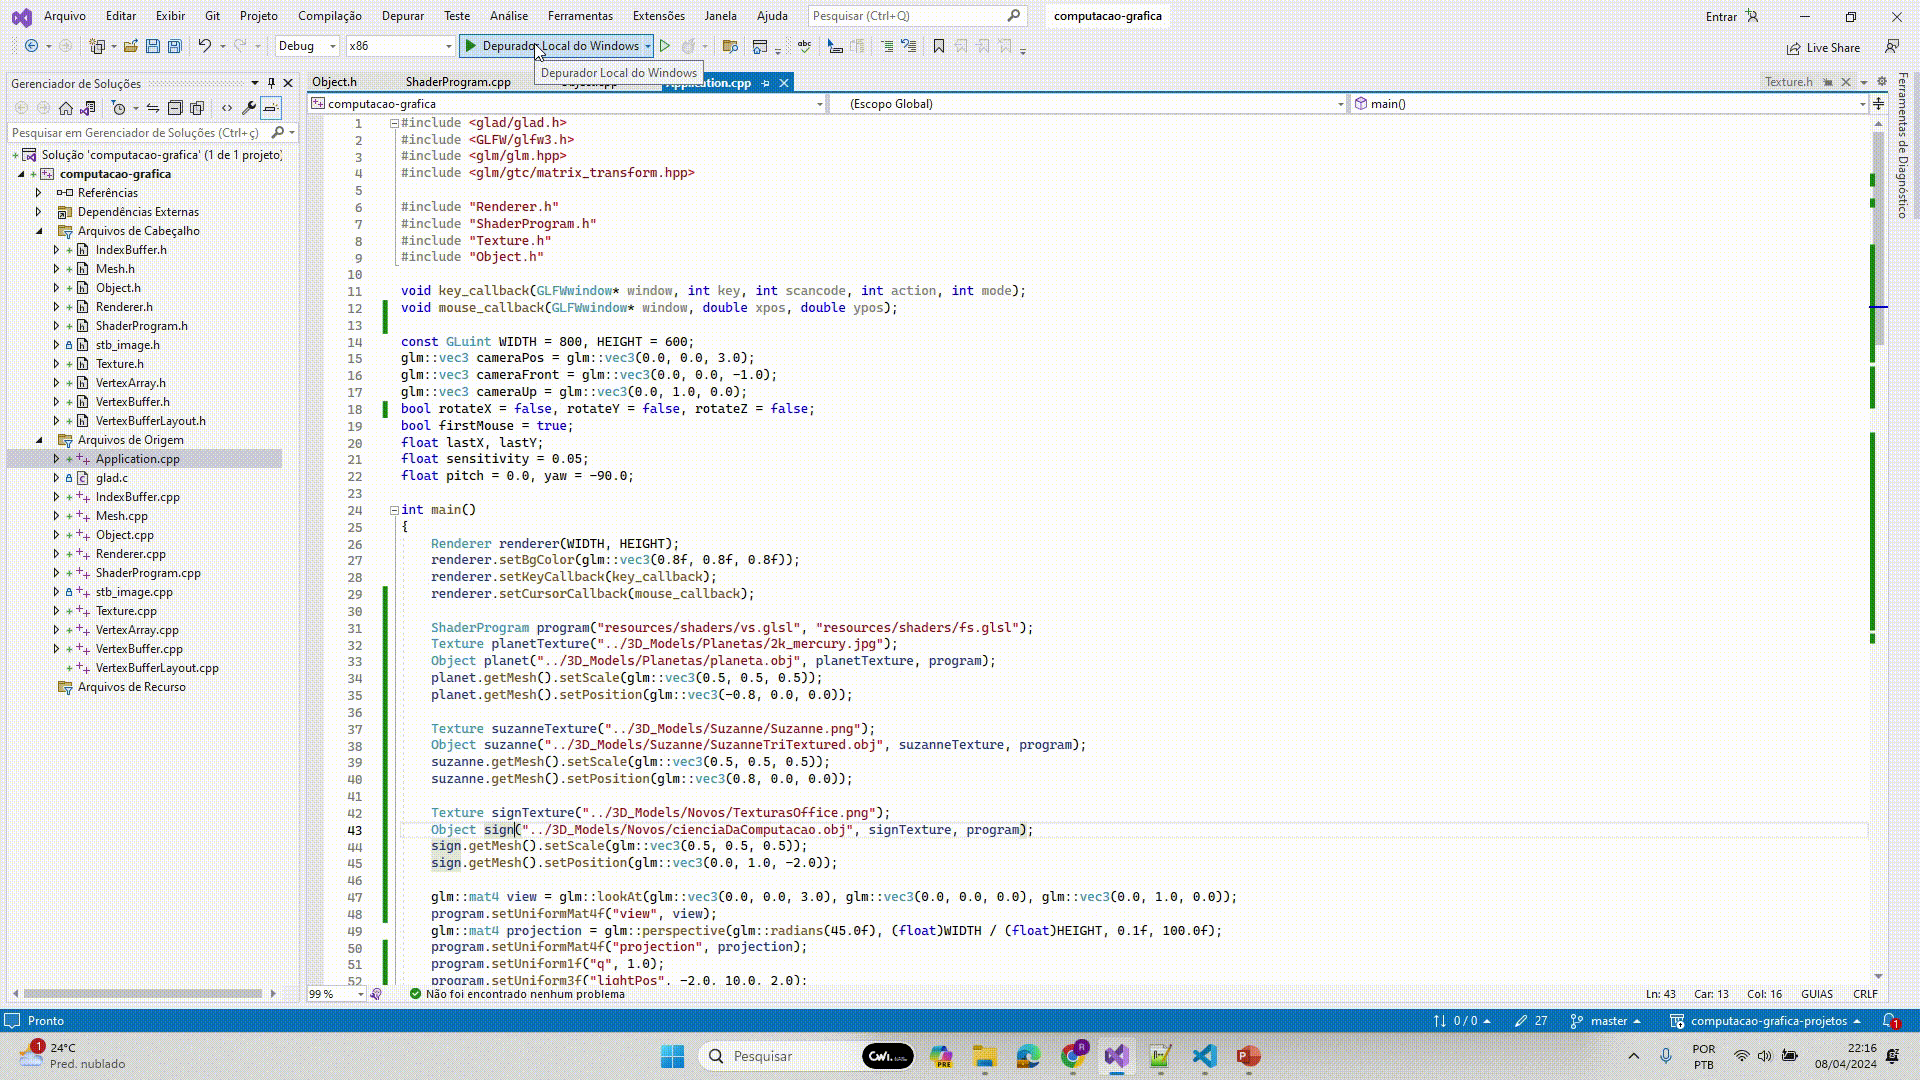 Arquivo Editar Exibir Git Projeto Compilação Depurar Teste Análise Ferramentas Extensões Janela Ajuda Pesquisar (Ctrl+Q) computacao-grafica Entrar
Debug x86 Depurador Local do Windows Live Share
Depurador Local do Windows
Gerenciador de Soluções
Pesquisar em Gerenciador de Soluções (Ctrl+ç)
Solução 'computacao-grafica' (1 de 1 projeto)
computacao-grafica
Referências
Dependências Externas
Arquivos de Cabeçalho
IndexBuffer.h
Mesh.h
Object.h
Renderer.h
ShaderProgram.h
stb_image.h
Texture.h
VertexArray.h
VertexBuffer.h
VertexBufferLayout.h
Arquivos de Origem
Application.cpp
glad.c
IndexBuffer.cpp
Mesh.cpp
Object.cpp
Renderer.cpp
ShaderProgram.cpp
stb_image.cpp
Texture.cpp
VertexArray.cpp
VertexBuffer.cpp
VertexBufferLayout.cpp
Arquivos de Recurso
Object.h ShaderProgram.cpp Object.cpp Application.cpp Texture.h
computacao-grafica (Escopo Global) main()
1 #include <glad/glad.h>
2 #include <GLFW/glfw3.h>
3 #include <glm/glm.hpp>
4 #include <glm/gtc/matrix_transform.hpp>
5
6 #include "Renderer.h"
7 #include "ShaderProgram.h"
8 #include "Texture.h"
9 #include "Object.h"
10
11 void key_callback(GLFWwindow* window, int key, int scancode, int action, int mode);
12 void mouse_callback(GLFWwindow* window, double xpos, double ypos);
13
14 const GLuint WIDTH = 800, HEIGHT = 600;
15 glm::vec3 cameraPos = glm::vec3(0.0, 0.0, 3.0);
16 glm::vec3 cameraFront = glm::vec3(0.0, 0.0, -1.0);
17 glm::vec3 cameraUp = glm::vec3(0.0, 1.0, 0.0);
18 bool rotateX = false, rotateY = false, rotateZ = false;
19 bool firstMouse = true;
20 float lastX, lastY;
21 float sensitivity = 0.05;
22 float pitch = 0.0, yaw = -90.0;
23
24 int main()
25 {
26 Renderer renderer(WIDTH, HEIGHT);
27 renderer.setBgColor(glm::vec3(0.8f, 0.8f, 0.8f));
28 renderer.setKeyCallback(key_callback);
29 renderer.setCursorCallback(mouse_callback);
30
31 ShaderProgram program("resources/shaders/vs.glsl", "resources/shaders/fs.glsl");
32 Texture planetTexture("../3D_Models/Planetas/2k_mercury.jpg");
33 Object planet("../3D_Models/Planetas/planeta.obj", planetTexture, program);
34 planet.getMesh().setScale(glm::vec3(0.5, 0.5, 0.5));
35 planet.getMesh().setPosition(glm::vec3(-0.8, 0.0, 0.0));
36
37 Texture suzanneTexture("../3D_Models/Suzanne/Suzanne.png");
38 Object suzanne("../3D_Models/Suzanne/SuzanneTriTextured.obj", suzanneTexture, program);
39 suzanne.getMesh().setScale(glm::vec3(0.5, 0.5, 0.5));
40 suzanne.getMesh().setPosition(glm::vec3(0.8, 0.0, 0.0));
41
42 Texture signTexture("../3D_Models/Novos/TexturasOffice.png");
43 Object sign("../3D_Models/Novos/cienciaDaComputacao.obj", signTexture, program);
44 sign.getMesh().setScale(glm::vec3(0.5, 0.5, 0.5));
45 sign.getMesh().setPosition(glm::vec3(0.0, 1.0, -2.0));
46
47 glm::mat4 view = glm::lookAt(glm::vec3(0.0, 0.0, 3.0), glm::vec3(0.0, 0.0, 0.0), glm::vec3(0.0, 1.0, 0.0));
48 program.setUniformMat4f("view", view);
49 glm::mat4 projection = glm::perspective(glm::radians(45.0f), (float)WIDTH / (float)HEIGHT, 0.1f, 100.0f);
50 program.setUniformMat4f("projection", projection);
51 program.setUniform1f("q", 1.0);
52 program.setUniform3f("lightPos", -2.0, 10.0, 2.0);
Ferramentas de Diagnóstico
99 % Não foi encontrado nenhum problema Ln: 43 Car: 13 Col: 16 GUIAS CRLF
Pronto 0 / 0 27 master computacao-grafica-projetos 1
1 24°C
Pred. nublado
Pesquisar CWI PRE R
POR
PTB
22:16
08/04/2024